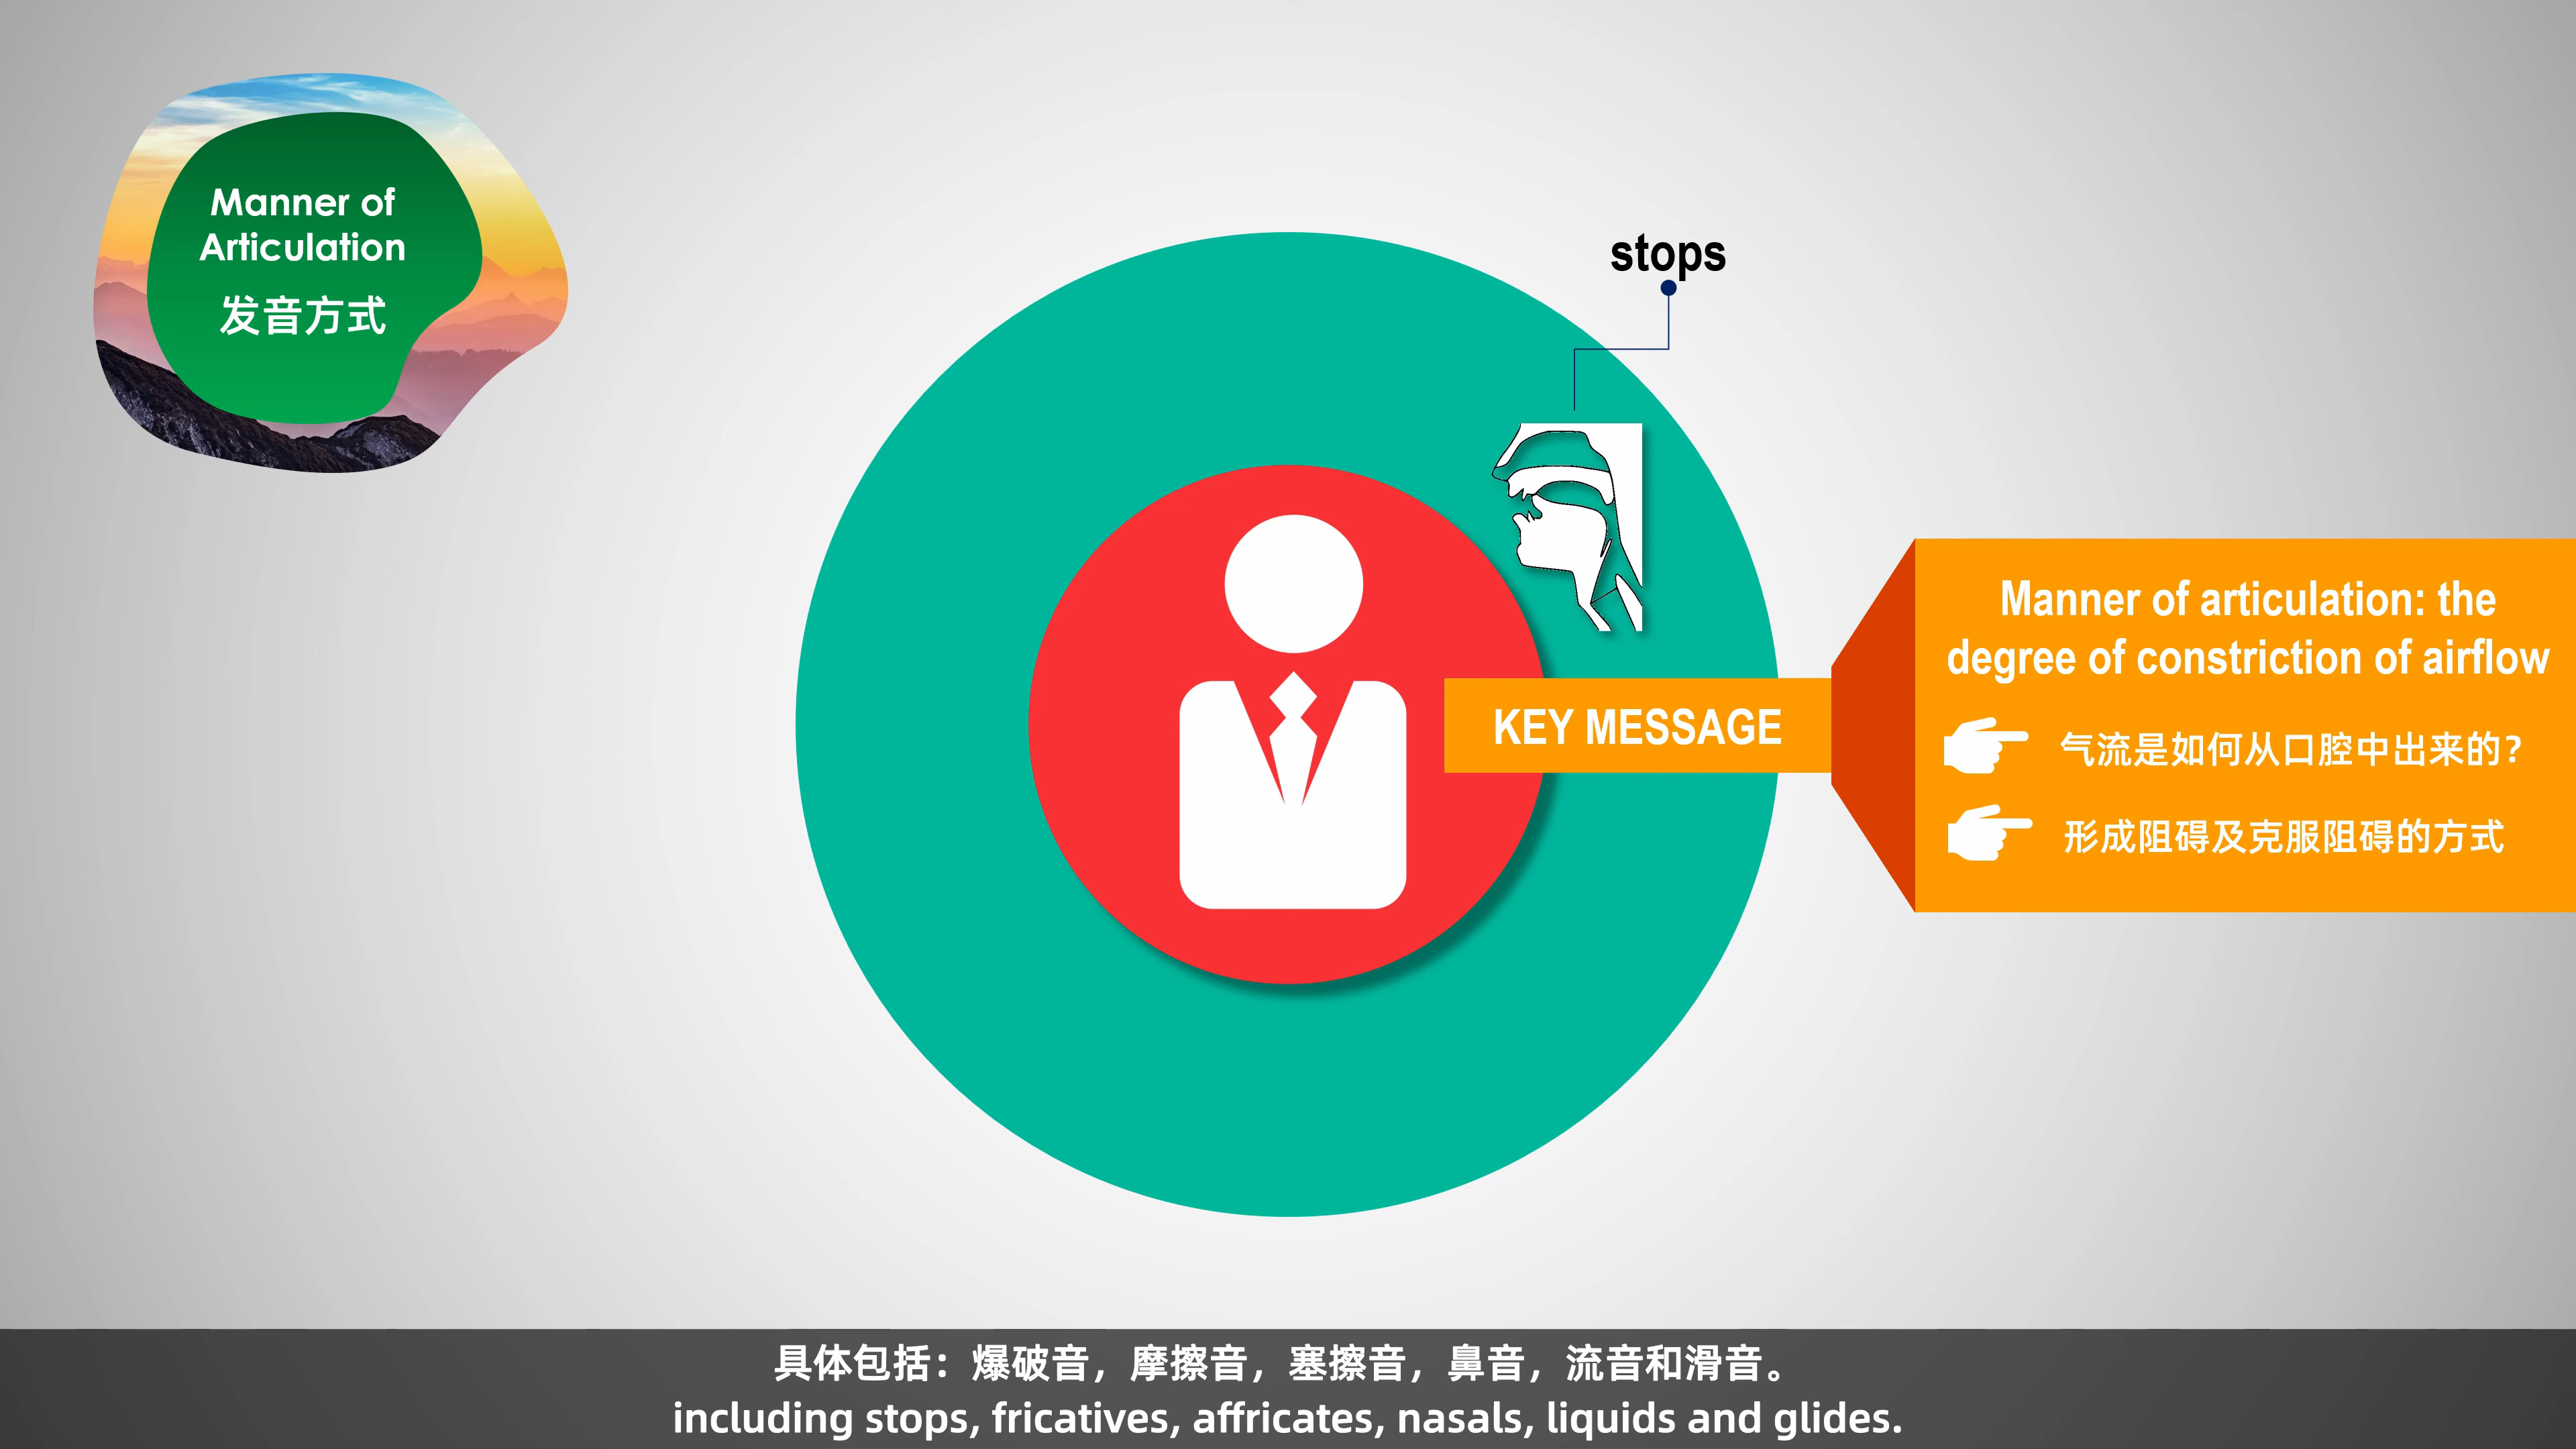 Manner of
Articulation
发音方式
stops
KEY MESSAGE
Manner of articulation: the
degree of constriction of airflow
气流是如何从口腔中出来的？
形成阻碍及克服阻碍的方式
具体包括：爆破音，摩擦音，塞擦音，鼻音，流音和滑音。
including stops, fricatives, affricates, nasals, liquids and glides.